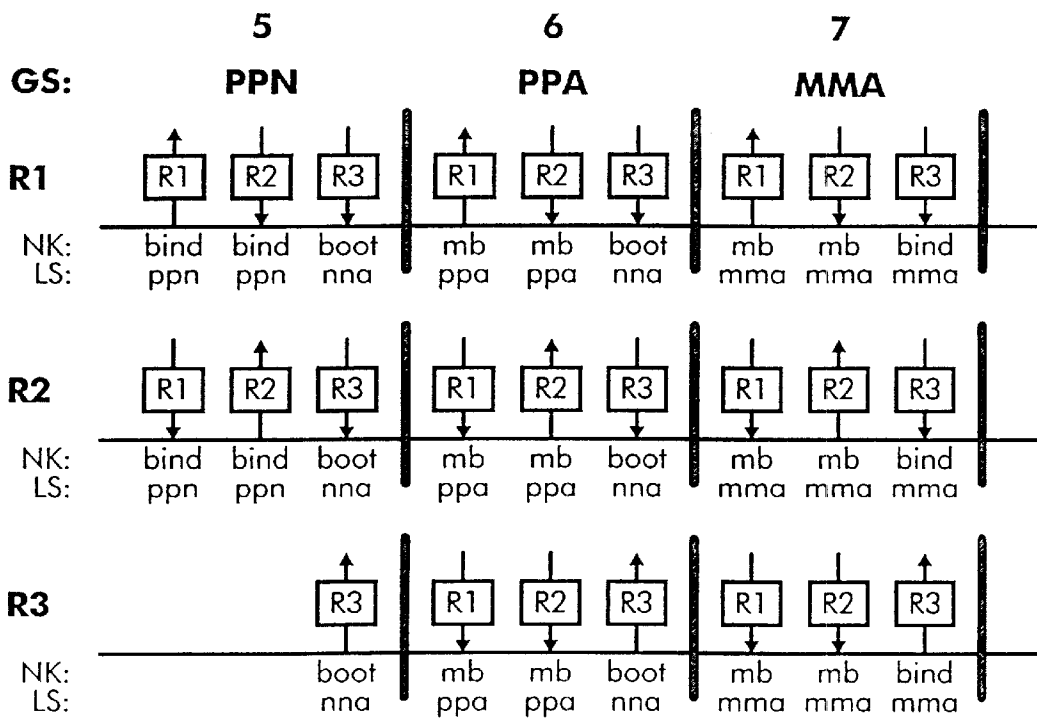 5 6 7
GS: PPN PPA MMA
R1 R1 R2 R3 R1 R2 R3 R1 R2 R3
NK: bind bind boot mb mb boot mb mb bind
LS: ppn ppn nna ppa ppa nna mma mma mma
R2 R1 R2 R3 R1 R2 R3 R1 R2 R3
NK: bind bind boot mb mb boot mb mb bind
LS: ppn ppn nna ppa ppa nna mma mma mma
R3 R3 R1 R2 R3 R1 R2 R3
NK: boot mb mb boot mb mb bind
LS: nna ppa ppa nna mma mma mma